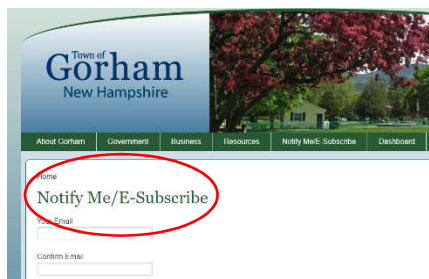 Town of
Gorham
New Hampshire
About Gorham Government Business Resources Notify Me/E-Subscribe Dashboard
Home
Notify Me/E-Subscribe
Your Email
Confirm Email